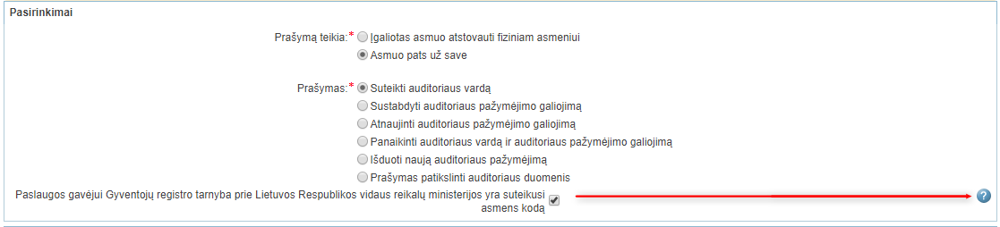 Pasirinkimai
Prašymą teikia:* Įgaliotas asmuo atstovauti fiziniam asmeniui
Asmuo pats už save
Prašymas:* Suteikti auditoriaus vardą
Sustabdyti auditoriaus pažymėjimo galiojimą
Atnaujinti auditoriaus pažymėjimo galiojimą
Panaikinti auditoriaus vardą ir auditoriaus pažymėjimo galiojimą
Išduoti naują auditoriaus pažymėjimą
Prašymas patikslinti auditoriaus duomenis
Paslaugos gavėjui Gyventojų registro tarnyba prie Lietuvos Respublikos vidaus reikalų ministerijos yra suteikusi
asmens kodą
?